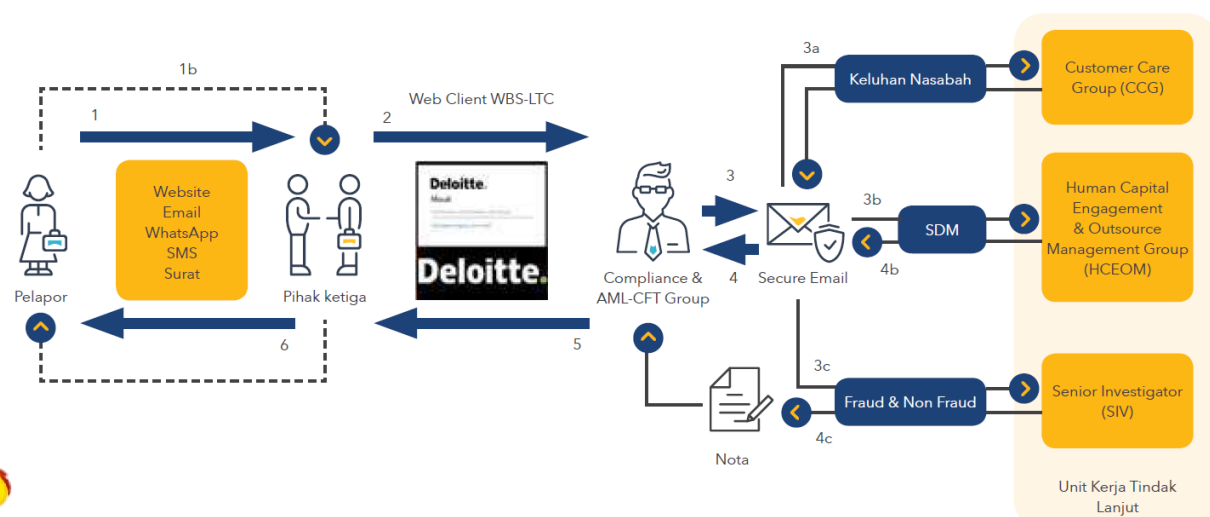 1b
1
Website
Email
WhatsApp
SMS
Surat
Pelapor
Pihak ketiga
6
2
Web Client WBS-LTC
Deloitte.
Deloitte.
5
Compliance &
AML-CFT Group
3
4
Secure Email
Nota
3a
Keluhan Nasabah
3b
SDM
4b
3c
Fraud & Non Fraud
4c
Customer Care
Group (CCG)
Human Capital
Engagement
& Outsource
Management Group
(HCEOM)
Senior Investigator
(SIV)
Unit Kerja Tindak
Lanjut